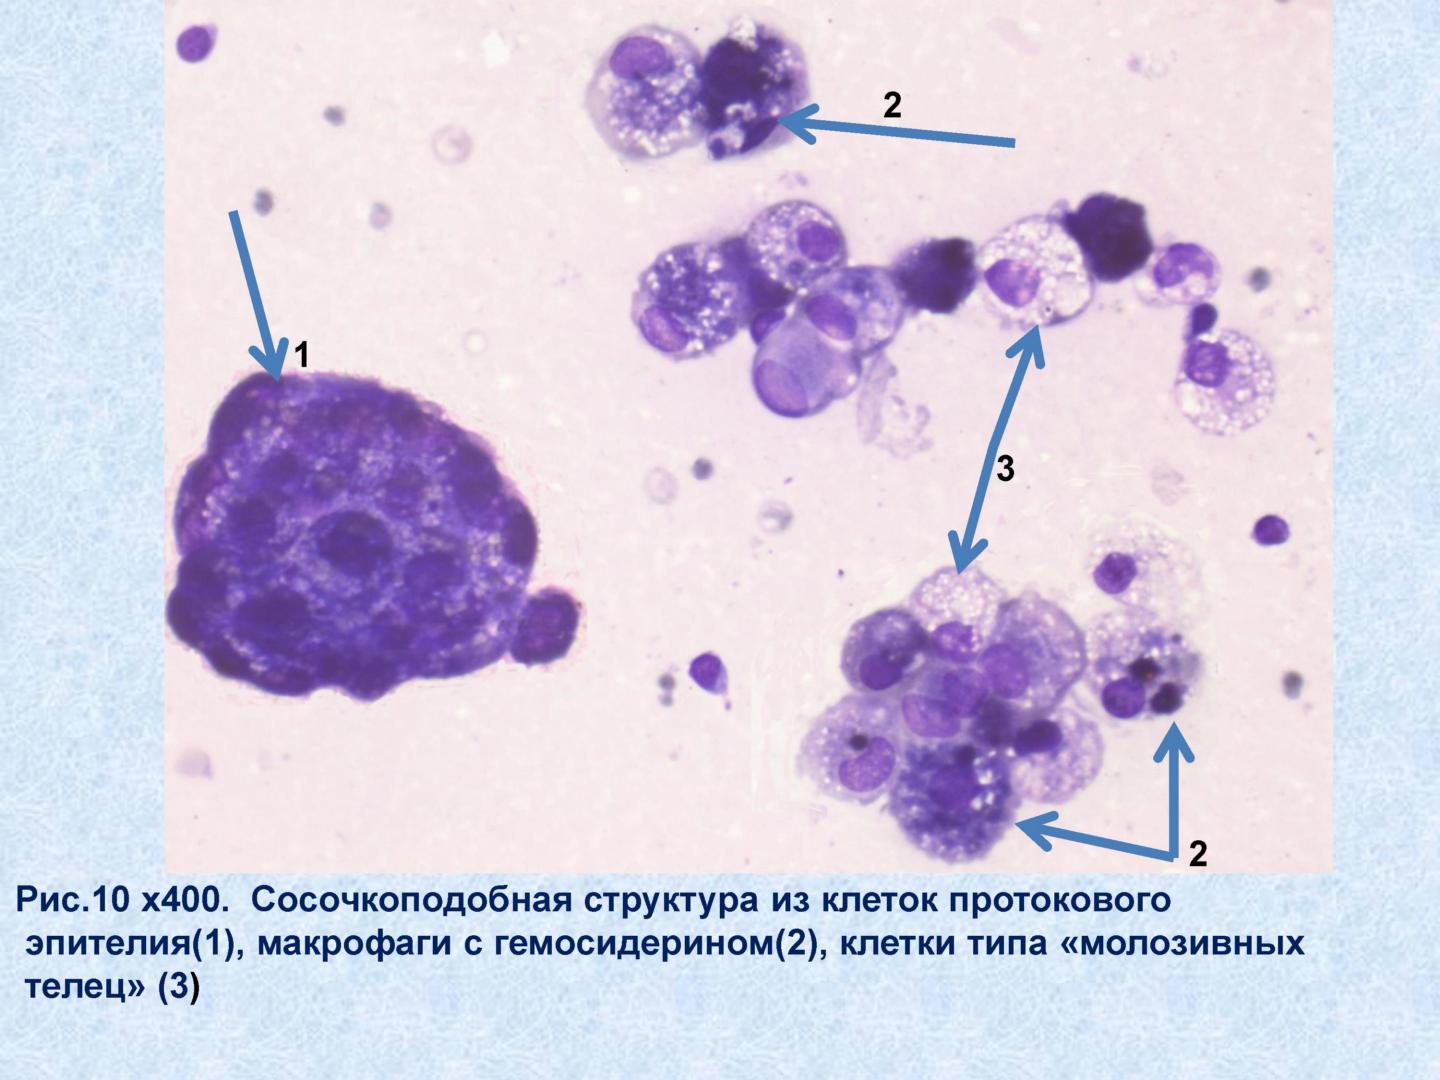 2
1
3
2
Рис.10 х400. Сосочкоподобная структура из клеток протокового
эпителия(1), макрофаги с гемосидерином(2), клетки типа «молозивных
телец» (3)